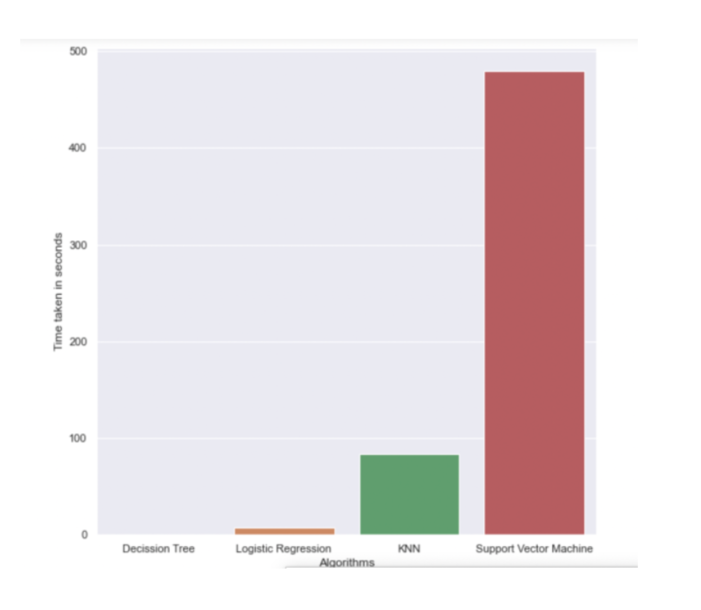 500
400
300
200
100
0
Time taken in seconds
Decission Tree
Logistic Regression
KNN
Support Vector Machine
Algorithms